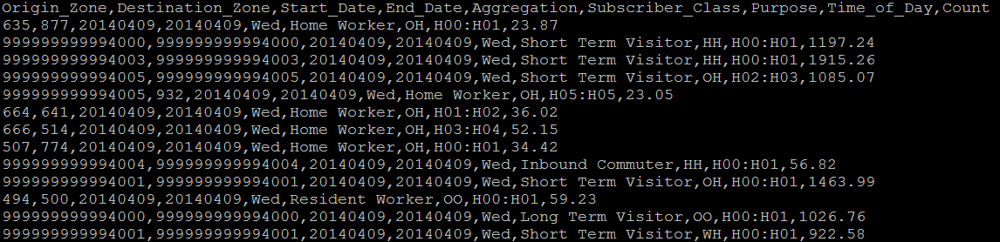 Origin_Zone,Destination_Zone,Start_Date,End_Date,Aggregation,Subscriber_Class,Purpose,Time_of_Day,Count
635,877,20140409,20140409,Wed,Home Worker,OH,H00:H01,23.87
999999999994000,999999999994000,20140409,20140409,Wed,Short Term Visitor,HH,H00:H01,1197.24
999999999994003,999999999994003,20140409,20140409,Wed,Short Term Visitor,HH,H00:H01,1915.26
999999999994005,999999999994005,20140409,20140409,Wed,Short Term Visitor,OH,H02:H03,1085.07
999999999994005,932,20140409,20140409,Wed,Home Worker,OH,H05:H05,23.05
664,641,20140409,20140409,Wed,Home Worker,OH,H01:H02,36.02
666,514,20140409,20140409,Wed,Home Worker,OH,H03:H04,52.15
507,774,20140409,20140409,Wed,Home Worker,OH,H00:H01,34.42
999999999994004,999999999994004,20140409,20140409,Wed,Inbound Commuter,HH,H00:H01,56.82
999999999994001,999999999994001,20140409,20140409,Wed,Short Term Visitor,OH,H00:H01,1463.99
494,500,20140409,20140409,Wed,Resident Worker,OO,H00:H01,59.23
999999999994000,999999999994000,20140409,20140409,Wed,Long Term Visitor,OO,H00:H01,1026.76
999999999994001,999999999994001,20140409,20140409,Wed,Short Term Visitor,WH,H00:H01,922.58